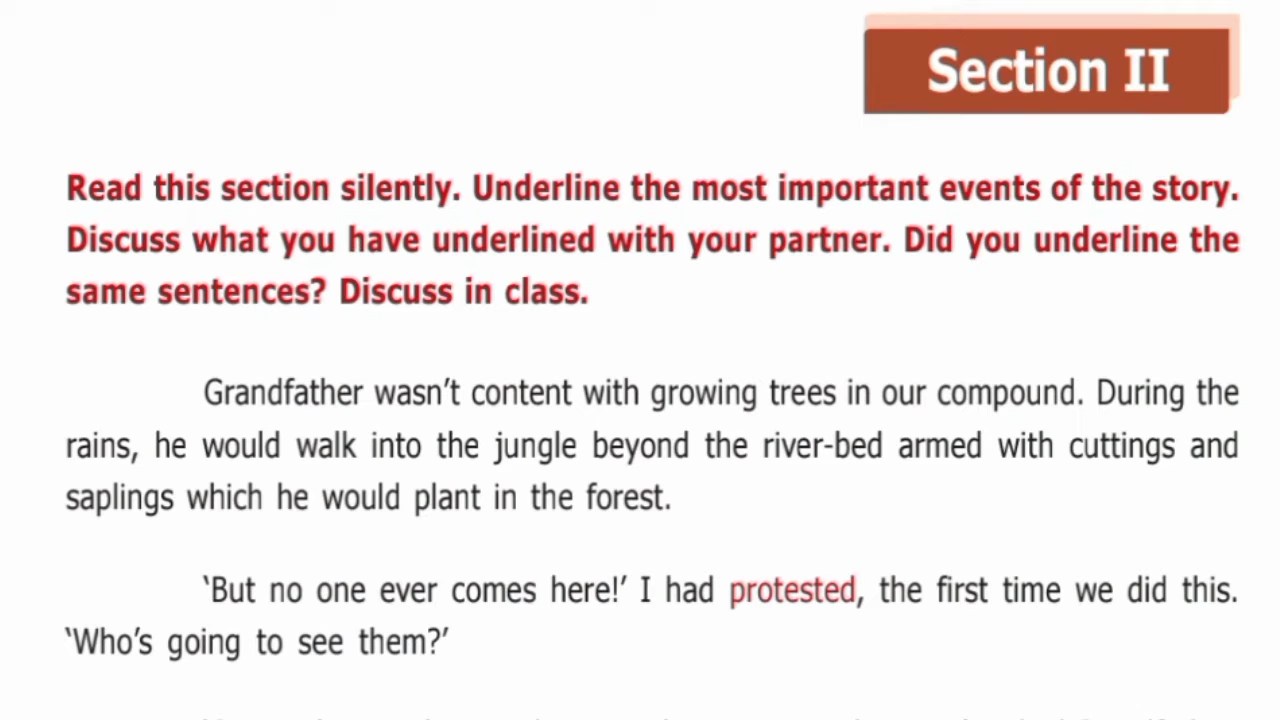 Section II
Read this section silently. Underline the most important events of the story.
Discuss what you have underlined with your partner. Did you underline the
same sentences? Discuss in class.
Grandfather wasn’t content with growing trees in our compound. During the
rains, he would walk into the jungle beyond the river-bed armed with cuttings and
saplings which he would plant in the forest.
‘But no one ever comes here!’ I had protested, the first time we did this.
‘Who’s going to see them?’